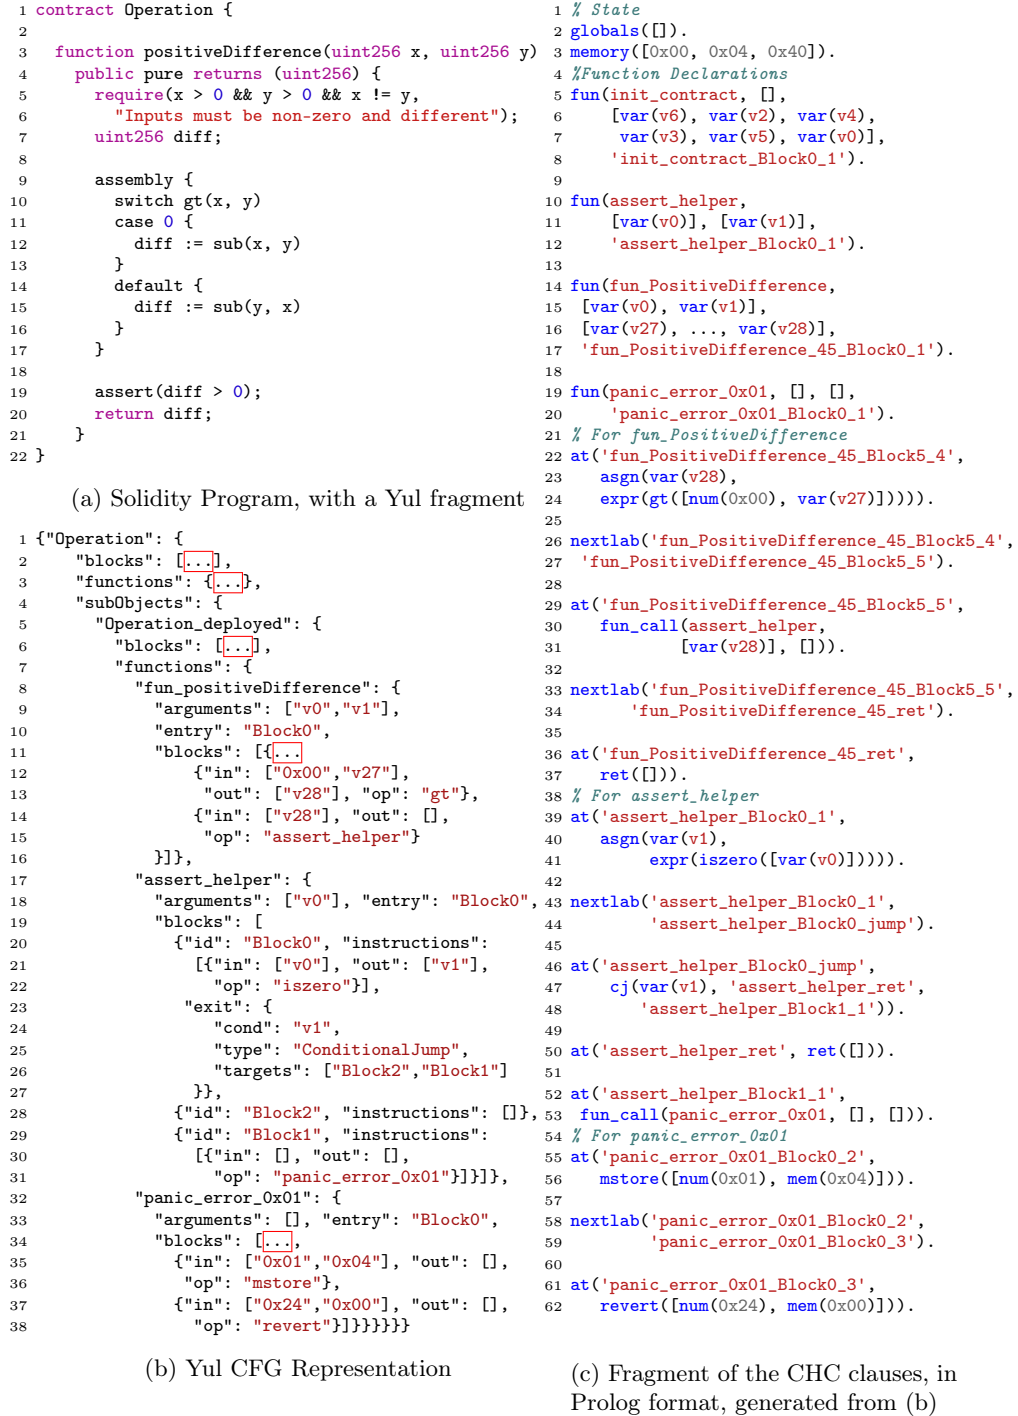 1 contract Operation {
2
3   function positiveDifference(uint256 x, uint256 y)
4     public pure returns (uint256) {
5       require(x > 0 && y > 0 && x != y,
6         "Inputs must be non-zero and different");
7       uint256 diff;
8
9       assembly {
10         switch gt(x, y)
11         case 0 {
12           diff := sub(x, y)
13         }
14         default {
15           diff := sub(y, x)
16         }
17       }
18
19       assert(diff > 0);
20       return diff;
21     }
22 }
(a) Solidity Program, with a Yul fragment
1 {"Operation": {
2     "blocks": [...],
3     "functions": {...},
4     "subObjects": {
5       "Operation_deployed": {
6         "blocks": [...],
7         "functions": {
8           "fun_positiveDifference": {
9             "arguments": ["v0","v1"],
10             "entry": "Block0",
11             "blocks": [{...
12                 {"in": ["0x00","v27"],
13                  "out": ["v28"], "op": "gt"},
14                 {"in": ["v28"], "out": [],
15                  "op": "assert_helper"}
16             }]},
17           "assert_helper": {
18             "arguments": ["v0"], "entry": "Block0",
19             "blocks": [
20               {"id": "Block0", "instructions":
21                 [{"in": ["v0"], "out": ["v1"],
22                   "op": "iszero"}],
23                "exit": {
24                   "cond": "v1",
25                   "type": "ConditionalJump",
26                   "targets": ["Block2","Block1"]
27                 }},
28               {"id": "Block2", "instructions": []},
29               {"id": "Block1", "instructions":
30                 [{"in": [], "out": [],
31                   "op": "panic_error_0x01"}]}]},
32           "panic_error_0x01": {
33             "arguments": [], "entry": "Block0",
34             "blocks": [...,
35               {"in": ["0x01","0x04"], "out": [],
36                "op": "mstore"},
37               {"in": ["0x24","0x00"], "out": [],
38                 "op": "revert"}]}}}}}}}
(b) Yul CFG Representation
1 % State
2 globals([]).
3 memory([0x00, 0x04, 0x40]).
4 %Function Declarations
5 fun(init_contract, [],
6     [var(v6), var(v2), var(v4),
7      var(v3), var(v5), var(v0)],
8     'init_contract_Block0_1').
9
10 fun(assert_helper,
11     [var(v0)], [var(v1)],
12     'assert_helper_Block0_1').
13
14 fun(fun_PositiveDifference,
15  [var(v0), var(v1)],
16  [var(v27), ..., var(v28)],
17  'fun_PositiveDifference_45_Block0_1').
18
19 fun(panic_error_0x01, [], [],
20     'panic_error_0x01_Block0_1').
21 % For fun_PositiveDifference
22 at('fun_PositiveDifference_45_Block5_4',
23    asgn(var(v28),
24    expr(gt([num(0x00), var(v27)])))).
25
26 nextlab('fun_PositiveDifference_45_Block5_4',
27  'fun_PositiveDifference_45_Block5_5').
28
29 at('fun_PositiveDifference_45_Block5_5',
30    fun_call(assert_helper,
31            [var(v28)], [])).
32
33 nextlab('fun_PositiveDifference_45_Block5_5',
34       'fun_PositiveDifference_45_ret').
35
36 at('fun_PositiveDifference_45_ret',
37    ret([])).
38 % For assert_helper
39 at('assert_helper_Block0_1',
40    asgn(var(v1),
41         expr(iszero([var(v0)])))).
42
43 nextlab('assert_helper_Block0_1',
44         'assert_helper_Block0_jump').
45
46 at('assert_helper_Block0_jump',
47     cj(var(v1), 'assert_helper_ret',
48        'assert_helper_Block1_1')).
49
50 at('assert_helper_ret', ret([])).
51
52 at('assert_helper_Block1_1',
53  fun_call(panic_error_0x01, [], [])).
54 % For panic_error_0x01
55 at('panic_error_0x01_Block0_2',
56    mstore([num(0x01), mem(0x04)])).
57
58 nextlab('panic_error_0x01_Block0_2',
59         'panic_error_0x01_Block0_3').
60
61 at('panic_error_0x01_Block0_3',
62    revert([num(0x24), mem(0x00)])).
(c) Fragment of the CHC clauses, in
Prolog format, generated from (b)